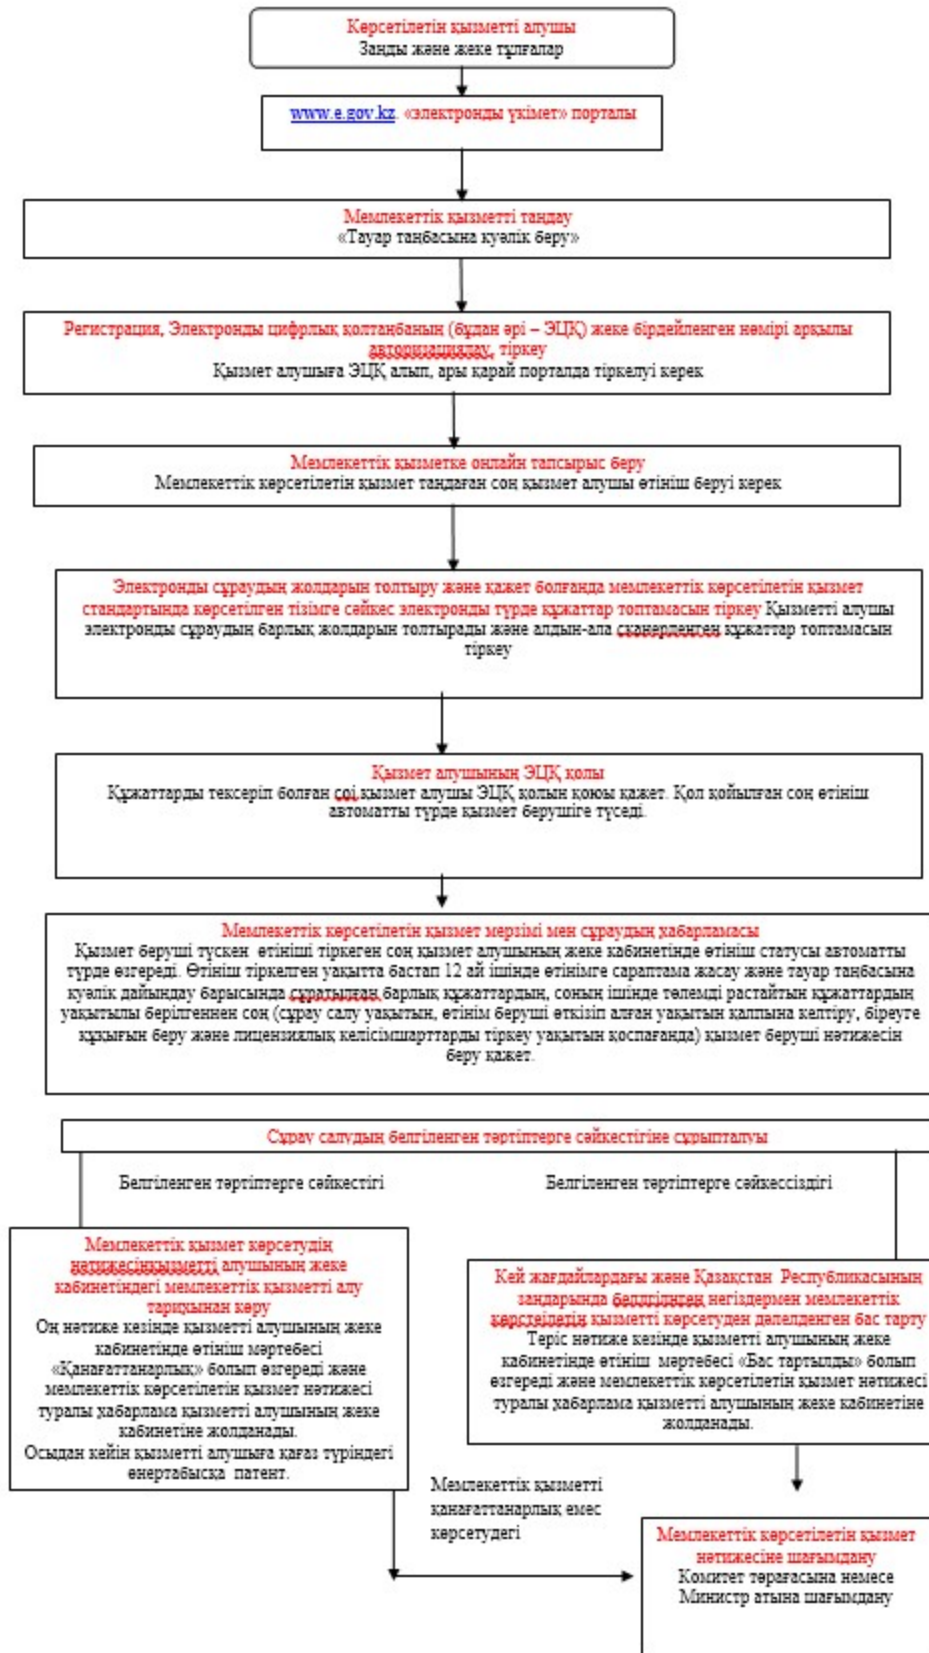 Көрсетілетін қызметті алушы
Заңды және жеке тұлғалар
www.e.gov.kz. «электронды үкімет» порталы
Мемлекеттік қызметті таңдау
«Тауар таңбасына куәлік беру»
Регистрация, Электронды цифрлық қолтаңбаның (бұдан әрі – ЭЦҚ) жеке бірдейленген нөмірі арқылы
авторизациялау, тіркеу
Қызмет алушыға ЭЦҚ алып, ары қарай порталда тіркелуі керек
Мемлекеттік қызметке онлайн тапсырыс беру
Мемлекеттік көрсетілетін қызмет таңдаған соң қызмет алушы өтініш беруі керек
Электронды сұраудың жолдарын толтыру және қажет болғанда мемлекеттік көрсетілетін қызмет
стандартында көрсетілген тізімге сәйкес электронды түрде құжаттар топтамасын тіркеу Қызметті алушы
электронды сұраудың барлық жолдарын толтырады және алдын-ала сканерленген құжаттар топтамасын
тіркеу
Қызмет алушының ЭЦҚ қолы
Құжаттарды тексеріп болған соң қызмет алушы ЭЦҚ қолын қоюы қажет. Қол қойылған соң өтініш
автоматты түрде қызмет берушіге түседі.
Мемлекеттік көрсетілетін қызмет мерзімі мен сұраудың хабарламасы
Қызмет беруші түскен өтініші тіркеген соң қызмет алушының жеке кабинетінде өтініш статусы автоматты
түрде өзгереді. Өтініш тіркелген уақытта бастап 12 ай ішінде өтінімге сараптама жасау және тауар таңбасына
куәлік дайындау барысында сұратылған барлық құжаттардың, соның ішінде төлемді растайтын құжаттардың
уақытылы берілгеннен соң (сұрау салу уақытын, өтінім беруші өткізіп алған уақытын қалпына келтіру, біреуге
құқығын беру және лицензиялық келісімшарттарды тіркеу уақытын қоспағанда) қызмет беруші нәтижесін
беру қажет.
Сұрау салудың белгіленген тәртіптерге сәйкестігіне сұрыпталуы
Белгіленген тәртіптерге сәйкестігі
Белгіленген тәртіптерге сәйкессіздігі
Мемлекеттік қызмет көрсетудің
нәтижесінқызметті алушының жеке
кабинетіндегі мемлекеттік қызметті алу
тарихынан көру
Оң нәтиже кезінде қызметті алушының жеке
кабинетінде өтініш мәртебесі
«Қанағаттанарлық» болып өзгереді және
мемлекеттік көрсетілетін қызмет нәтижесі
туралы хабарлама қызметті алушының жеке
кабинетіне жолданады.
Осыдан кейін қызметті алушыға қағаз түріндегі
өнертабысқа патент.
Кей жағдайлардағы және Қазақстан Республикасының
заңдарында негіздермен мемлекеттік
қызметті көрсетуден дәлелденген бас тарту
Теріс нәтиже кезінде қызметті алушының жеке
кабинетінде өтініш мәртебесі «Бас тартылды» болып
өзгереді және мемлекеттік көрсетілетін қызмет нәтижесі
туралы хабарлама қызметті алушының жеке кабинетіне
жолданады.
Мемлекеттік қызметті
қанағаттанарлық емес
көрсетудегі
Мемлекеттік көрсетілетін қызмет
нәтижесіне шағымдану
Комитет төрағасына немесе
Министр атына шағымдану